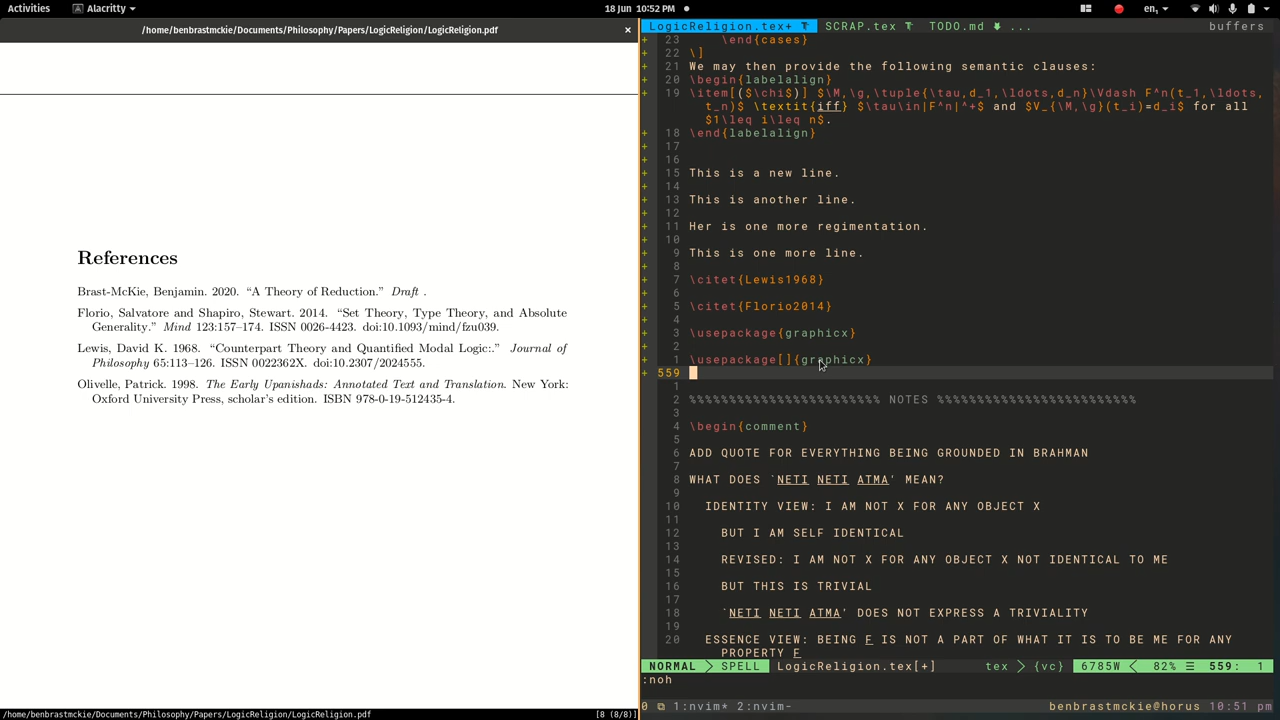 Activities Alacritty 18 Jun 10:52 PM en₁
/home/benbrastmckie/Documents/Philosophy/Papers/LogicReligion/LogicReligion.pdf ×
References
Brast-McKie, Benjamin. 2020. “A Theory of Reduction.” Draft .
Florio, Salvatore and Shapiro, Stewart. 2014. “Set Theory, Type Theory, and Absolute
Generality.” Mind 123:157–174. ISSN 0026-4423. doi:10.1093/mind/fzu039.
Lewis, David K. 1968. “Counterpart Theory and Quantified Modal Logic:.” Journal of
Philosophy 65:113–126. ISSN 0022362X. doi:10.2307/2024555.
Olivelle, Patrick. 1998. The Early Upanishads: Annotated Text and Translation. New York:
Oxford University Press, scholar’s edition. ISBN 978-0-19-512435-4.
/home/benbrastmckie/Documents/Philosophy/Papers/LogicReligion/LogicReligion.pdf [8 (8/8)]
LogicReligion.tex+ SCRAP.tex TODO.md ... buffers
+ 23 \end{cases}
+ 22 \]
+ 21 We may then provide the following semantic clauses:
+ 20 \begin{labelalign}
+ 19 \item[($\chi$)] $\M,\g,\tuple{\tau,d_1,\ldots,d_n}\Vdash F^n(t_1,\ldots,
t_n)$ \textit{iff} $\tau\in|F^n|^+$ and $V_{\M,\g}(t_i)=d_i$ for all
$1\leq i\leq n$.
+ 18 \end{labelalign}
+ 17
+ 16
+ 15 This is a new line.
+ 14
+ 13 This is another line.
+ 12
+ 11 Her is one more regimentation.
+ 10
+ 9 This is one more line.
+ 8
+ 7 \citet{Lewis1968}
+ 6
+ 5 \citet{Florio2014}
+ 4
+ 3 \usepackage{graphicx}
+ 2
+ 1 \usepackage[]{graphicx}
+ 559
1
2 %%%%%%%%%%%%%%%%%%%%%%%% NOTES %%%%%%%%%%%%%%%%%%%%%%%%%
3
4 \begin{comment}
5
6 ADD QUOTE FOR EVERYTHING BEING GROUNDED IN BRAHMAN
7
8 WHAT DOES `NETI NETI ATMA' MEAN?
9
10 IDENTITY VIEW: I AM NOT X FOR ANY OBJECT X
11
12 BUT I AM SELF IDENTICAL
13
14 REVISED: I AM NOT X FOR ANY OBJECT X NOT IDENTICAL TO ME
15
16 BUT THIS IS TRIVIAL
17
18 `NETI NETI ATMA' DOES NOT EXPRESS A TRIVIALITY
19
20 ESSENCE VIEW: BEING F IS NOT A PART OF WHAT IT IS TO BE ME FOR ANY
PROPERTY F
NORMAL SPELL LogicReligion.tex[+] tex {vc} 6785W 82% ☰ 559: 1
:noh
0 1:nvim* 2:nvim- benbrastmckie@horus 10:51 pm